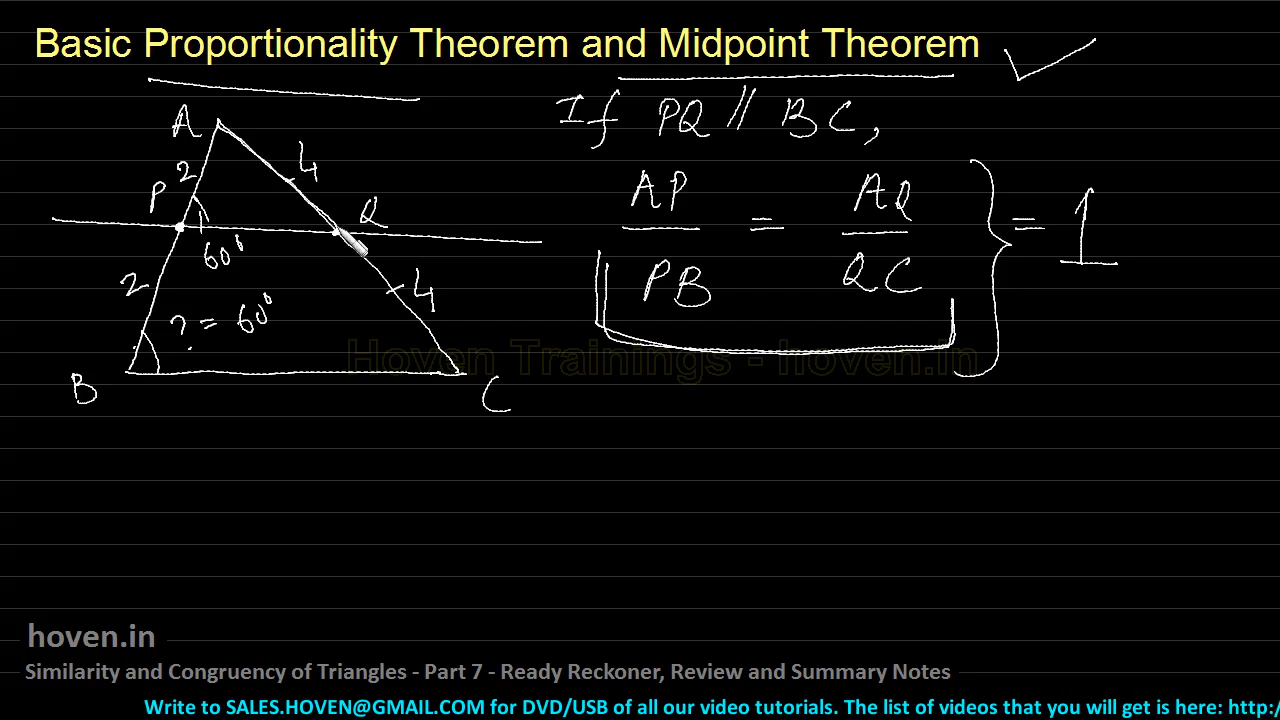 Basic Proportionality Theorem and Midpoint Theorem
If PQ // BC,
A
2
4
P
Q
60°
2
4
? = 60°
B
C
AP/PB = AQ/QC } = 1
Hoven Trainings - hoven.in
hoven.in
Similarity and Congruency of Triangles - Part 7 - Ready Reckoner, Review and Summary Notes
Write to SALES.HOVEN@GMAIL.COM for DVD/USB of all our video tutorials. The list of videos that you will get is here: http:/